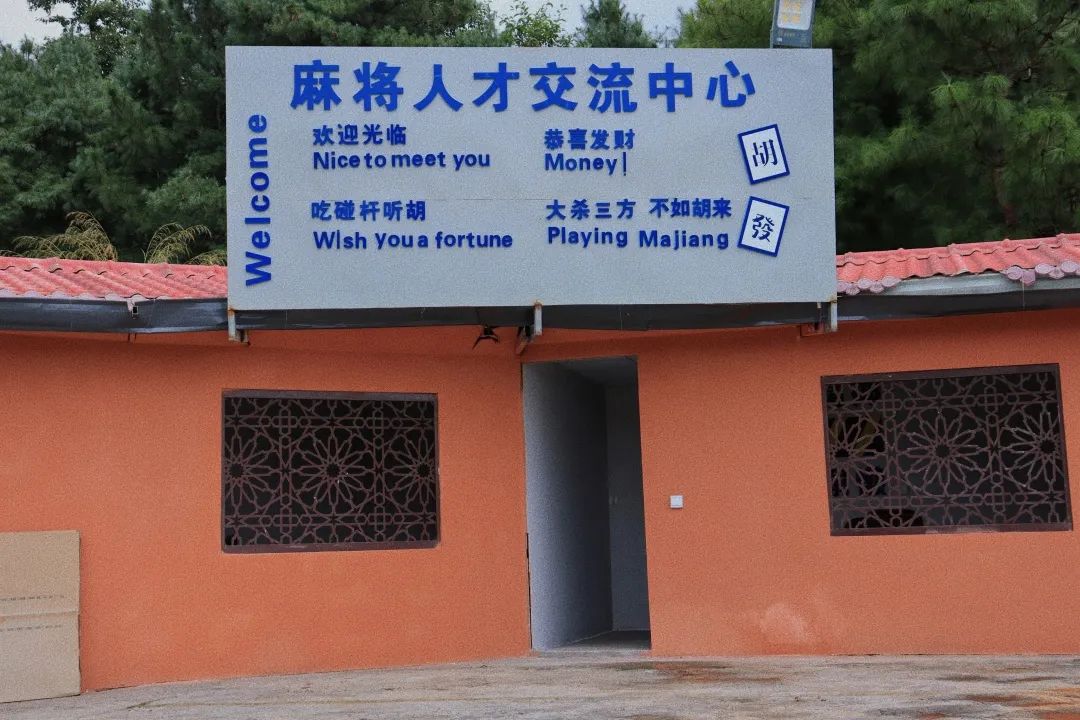 麻将人才交流中心
Welcome
欢迎光临
Nice to meet you
恭喜发财
Money|
吃碰杆听胡
WIsh You a fortune
大杀三方 不如胡来
Playing Majiang
胡
發